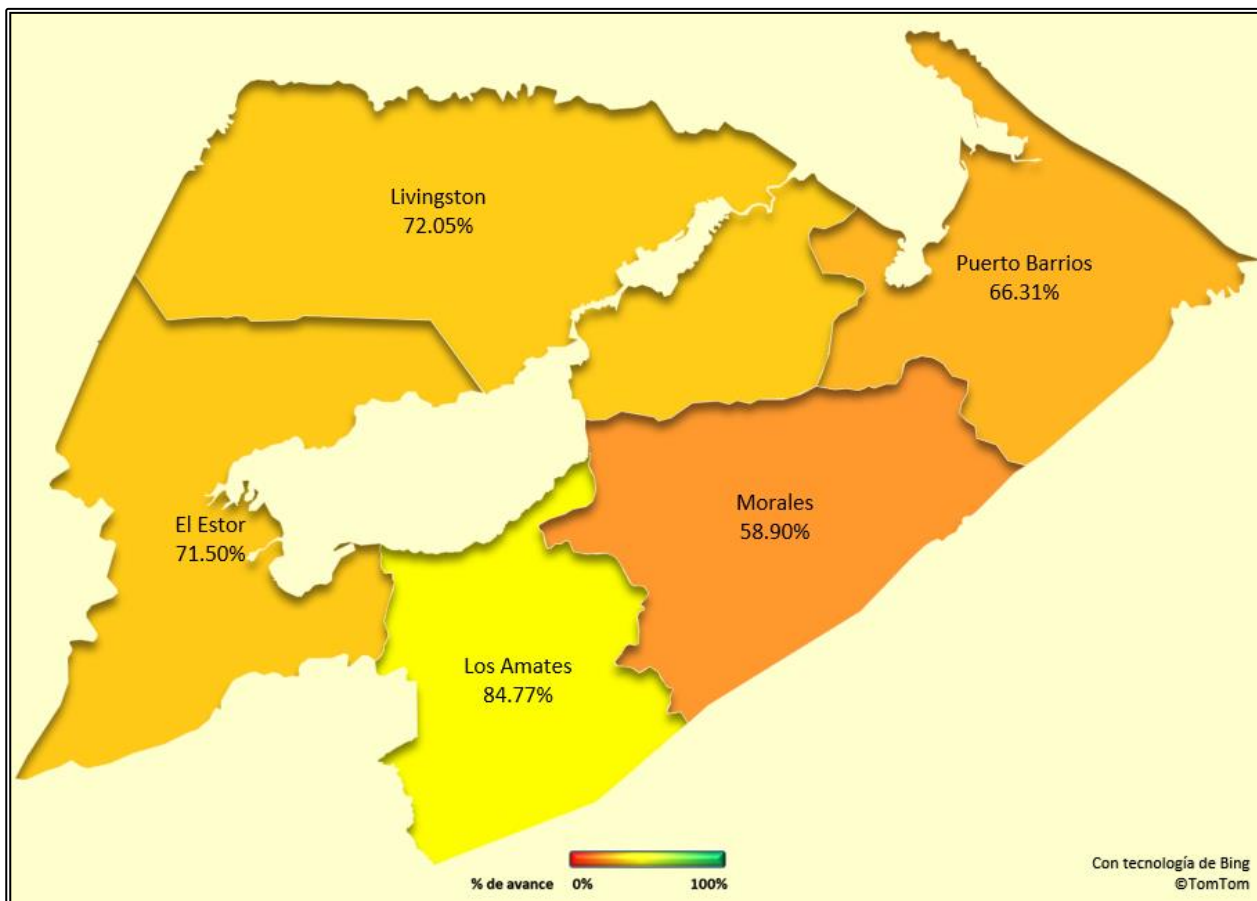 Livingston
72.05%
Puerto Barrios
66.31%
El Estor
71.50%
Morales
58.90%
Los Amates
84.77%
% de avance 0% 100%
Con tecnología de Bing
©TomTom